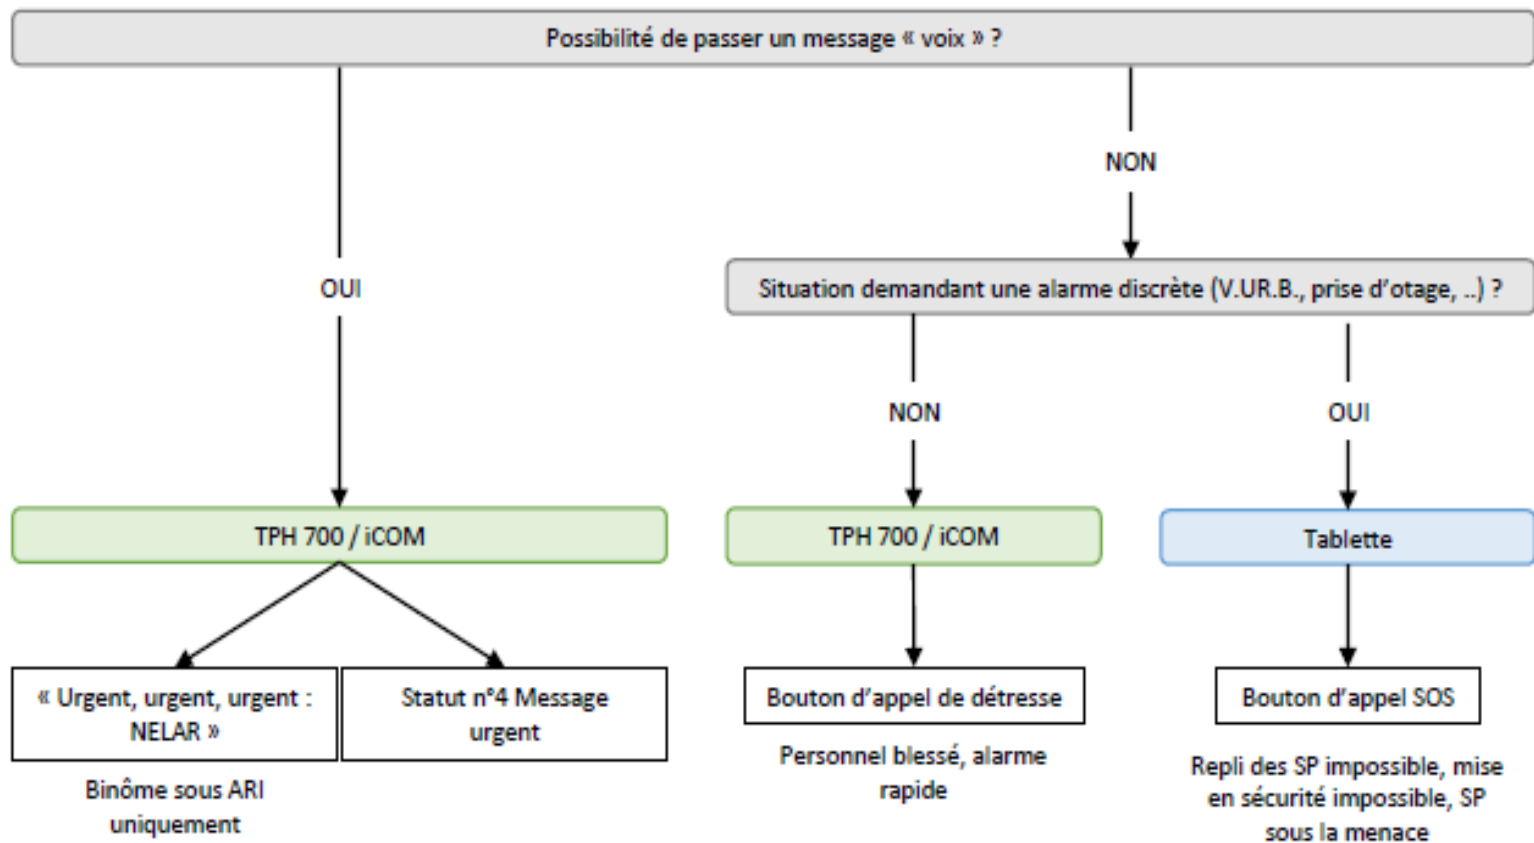 Possibilité de passer un message « voix » ?
NON
OUI
Situation demandant une alarme discrète (V.UR.B., prise d'otage, ..) ?
NON
OUI
TPH 700 / iCOM
TPH 700 / iCOM
Tablette
« Urgent, urgent, urgent :
NELAR »
Statut n°4 Message
urgent
Bouton d'appel de détresse
Bouton d'appel SOS
Binôme sous ARI
uniquement
Personnel blessé, alarme
rapide
Repli des SP impossible, mise
en sécurité impossible, SP
sous la menace